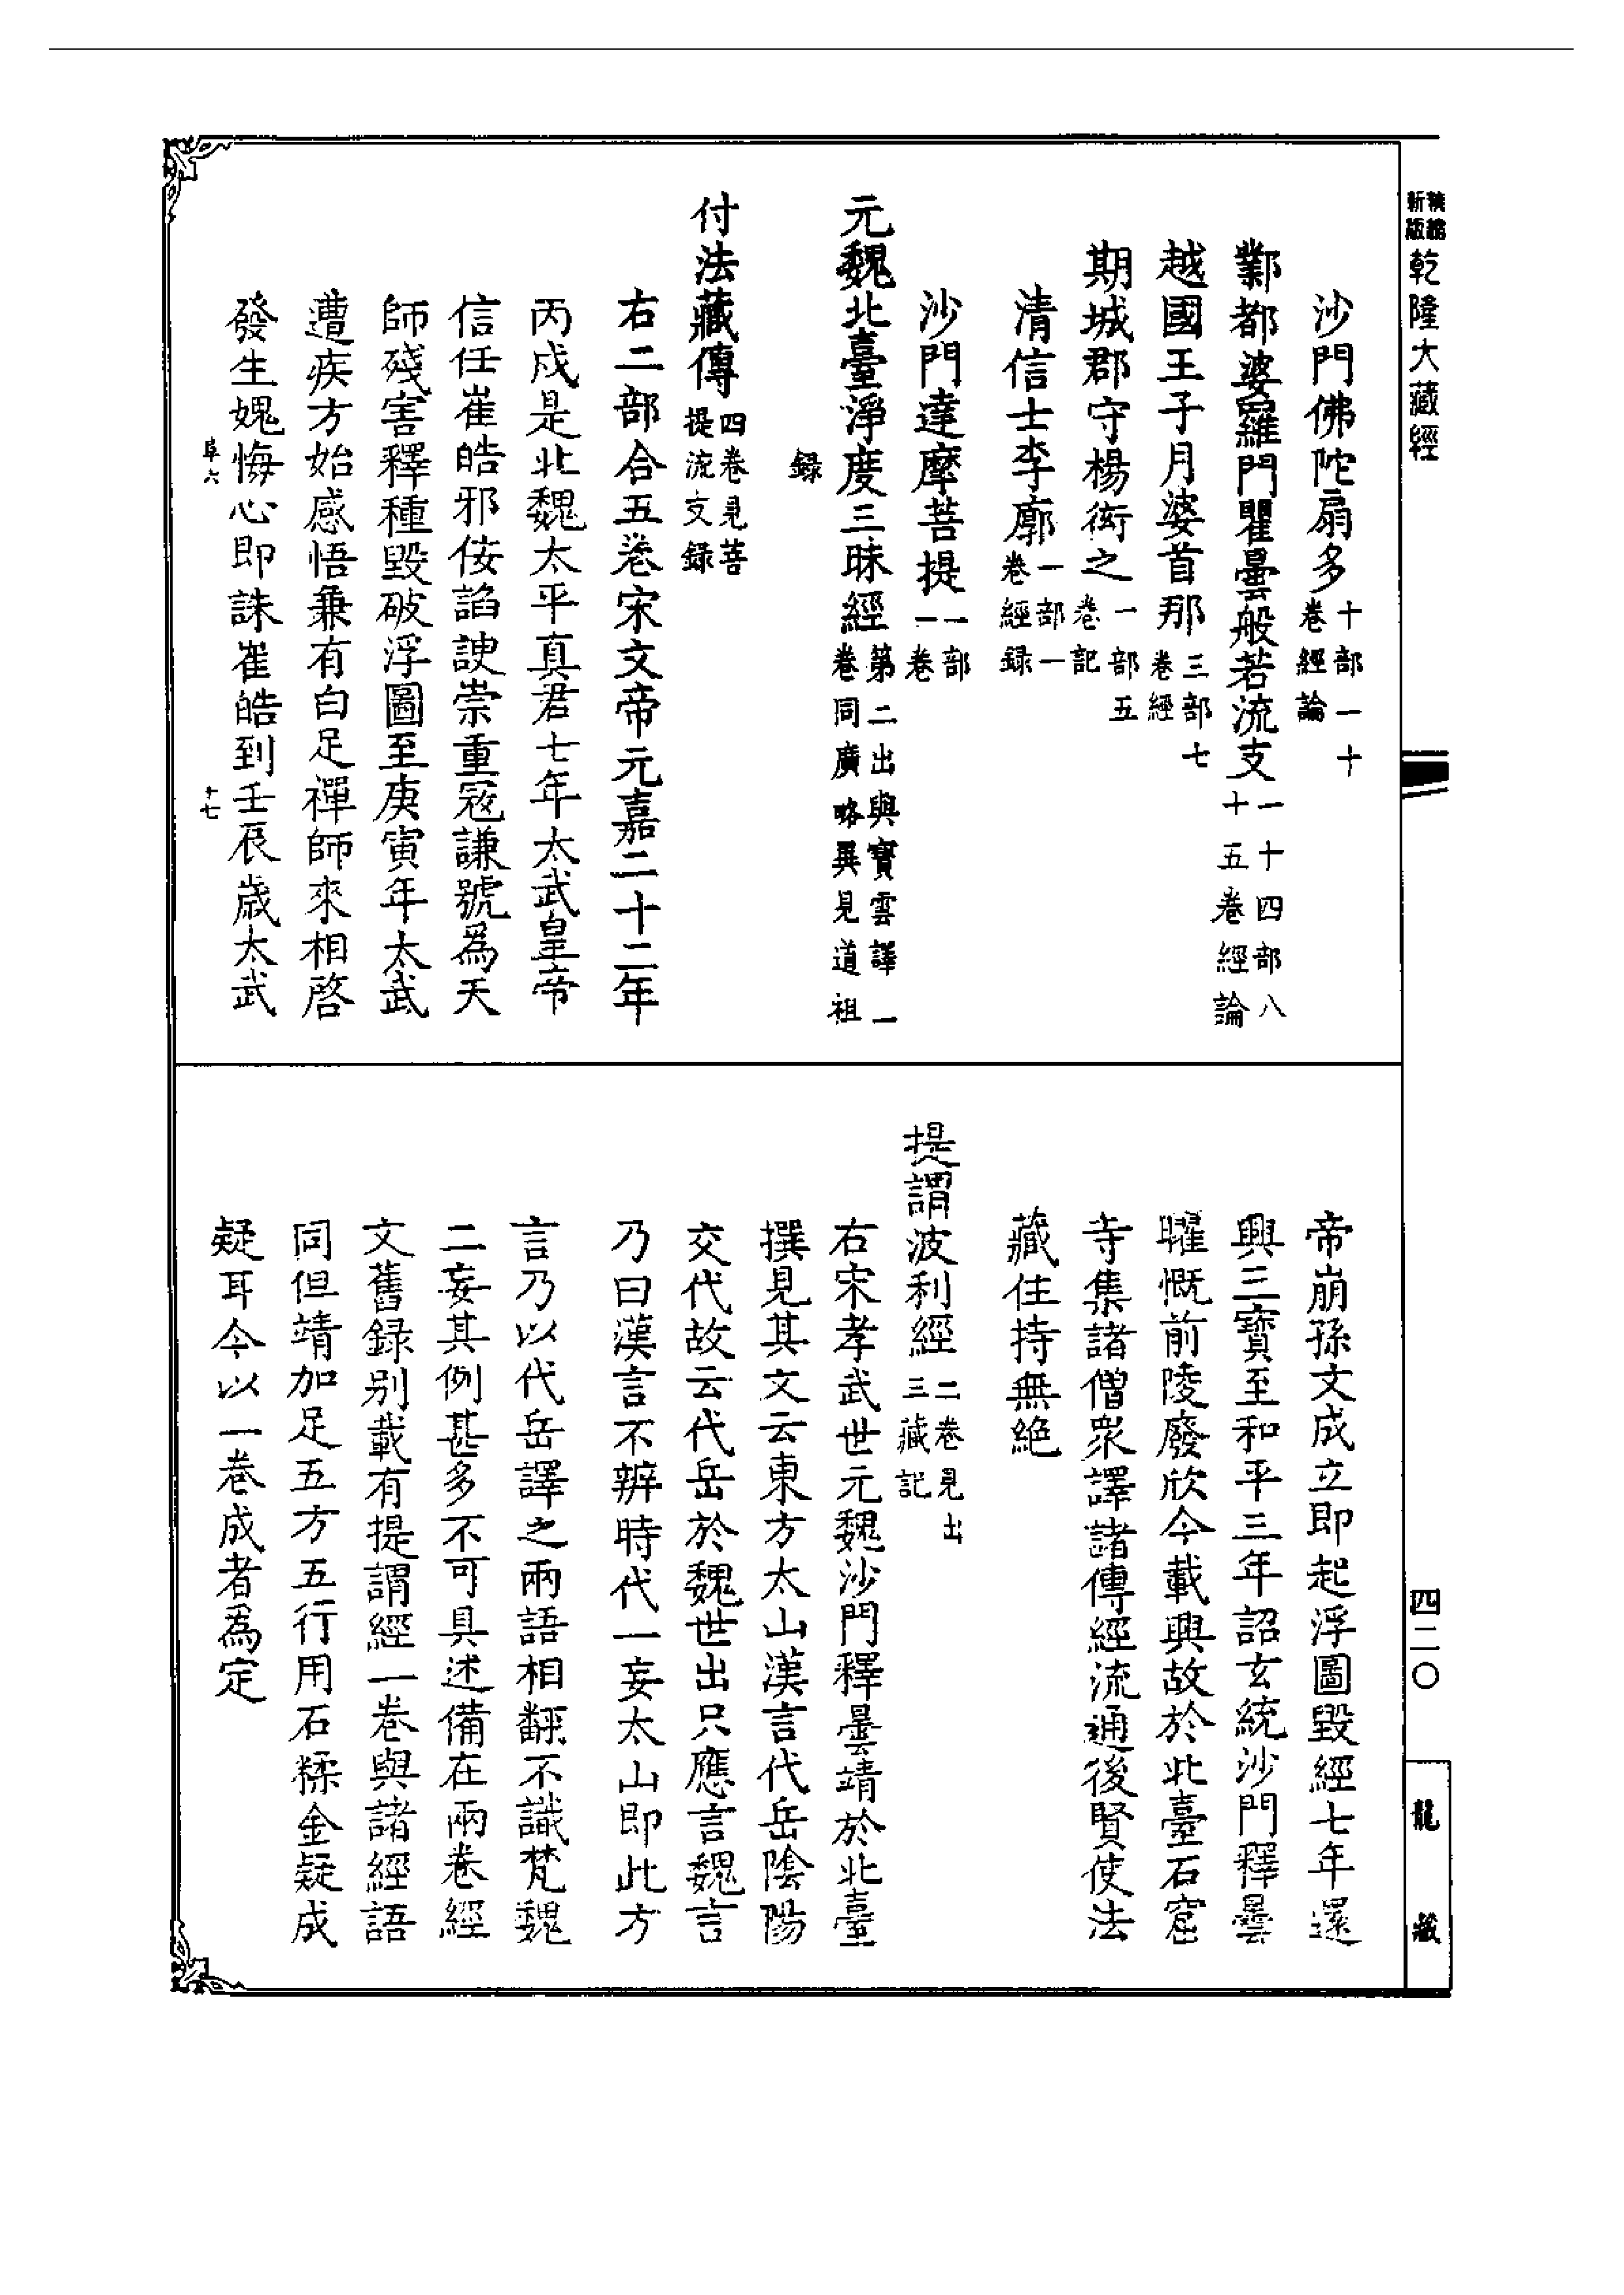 新版乾隆大藏經
沙門佛陀扇多十部一十卷經論
鄴都婆羅門瞿曇般若流支一十四部八十五卷經論
越國王子月婆首那三部七卷經
期城郡守楊衒之一部五卷記
清信士李廓一部一卷經録
沙門達摩菩提一部一卷
元魏北臺淨度三昧經第二出與寶雲譯一卷同廣略異見道祖
録
付法藏傳四卷見菩提流支録
右二部合五卷宋文帝元嘉二十二年
丙戌是北魏太平真君七年太武皇帝
信任崔皓邪佞諂諛崇重冦謙號爲天
師殘害釋種毀破浮圖至庚寅年太武
遭疾方始感悟兼有白足禪師來相啓
發生媿悔心即誅崔皓到壬辰歲太武
阜六
十七
帝崩孫文成立即起浮圖毀經七年還
興三寶至和平三年詔玄統沙門釋曇
曜慨前陵廢欣今載興故於北臺石窟
寺集諸僧眾譯諸傳經流通後賢使法
藏住持無絶
提謂波利經二卷見出三藏記
右宋孝武世元魏沙門釋曇靖於北臺
撰見其文云東方太山漢言代岳陰陽
交代故云代岳於魏世出只應言魏言
乃曰漢言不辨時代一妄太山即此方
言乃以代岳譯之兩語相翻不識梵魏
二妄其例甚多不可具述備在兩卷經
文舊録别載有提謂經一卷與諸經語
同但靖加足五方五行用石糅金疑成
疑耳今以一卷成者爲定
四二〇
龍藏